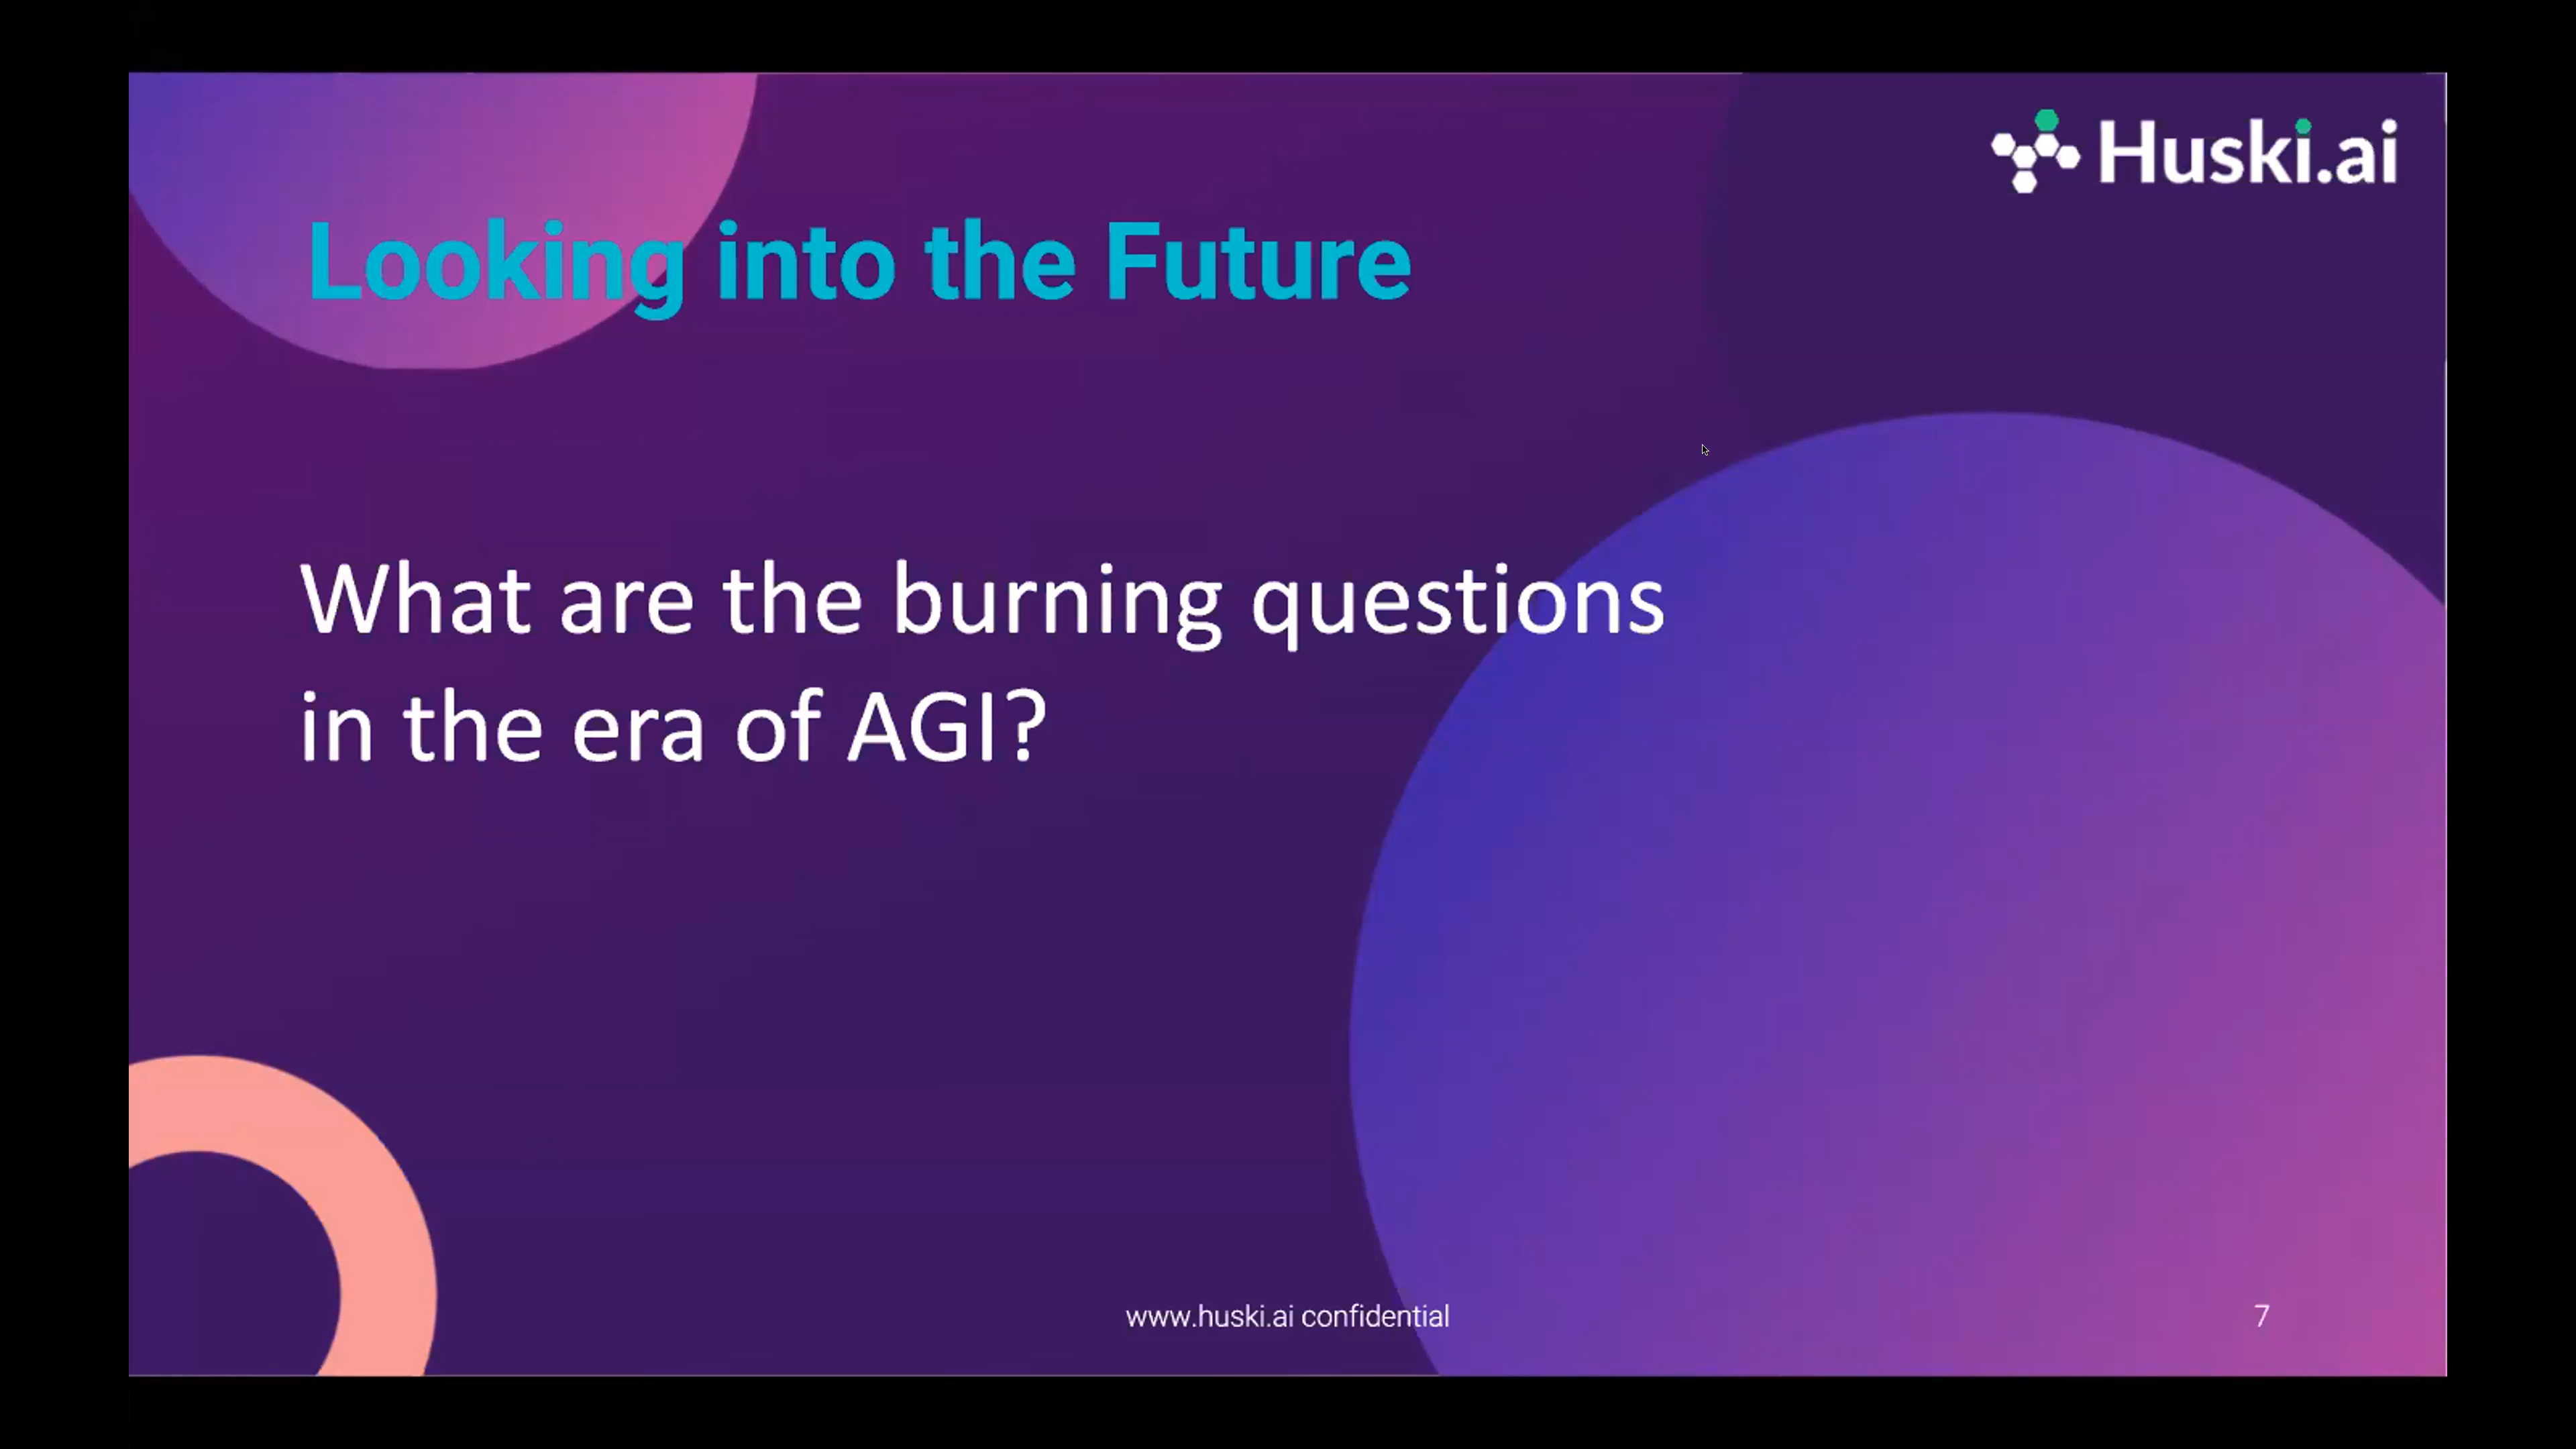 Huski.ai
Looking into the Future
What are the burning questions
in the era of AGI?
www.huski.ai confidential
7